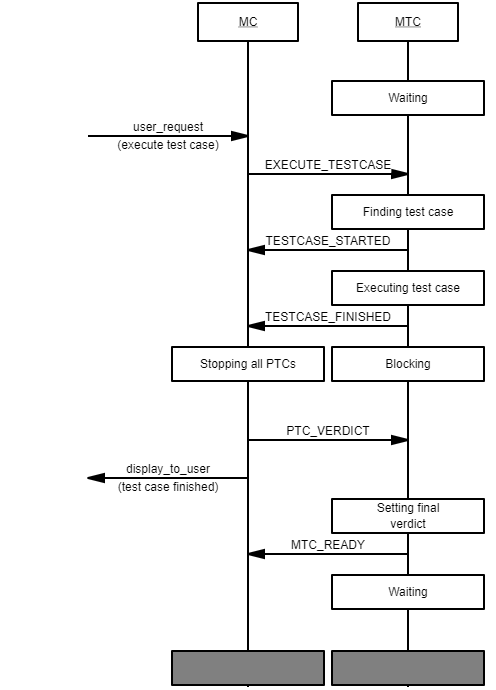 MC
MTC
Waiting
user_request
(execute test case)
EXECUTE_TESTCASE
Finding test case
TESTCASE_STARTED
Executing test case
TESTCASE_FINISHED
Stopping all PTCs
Blocking
PTC_VERDICT
display_to_user
(test case finished)
Setting final
verdict
MTC_READY
Waiting